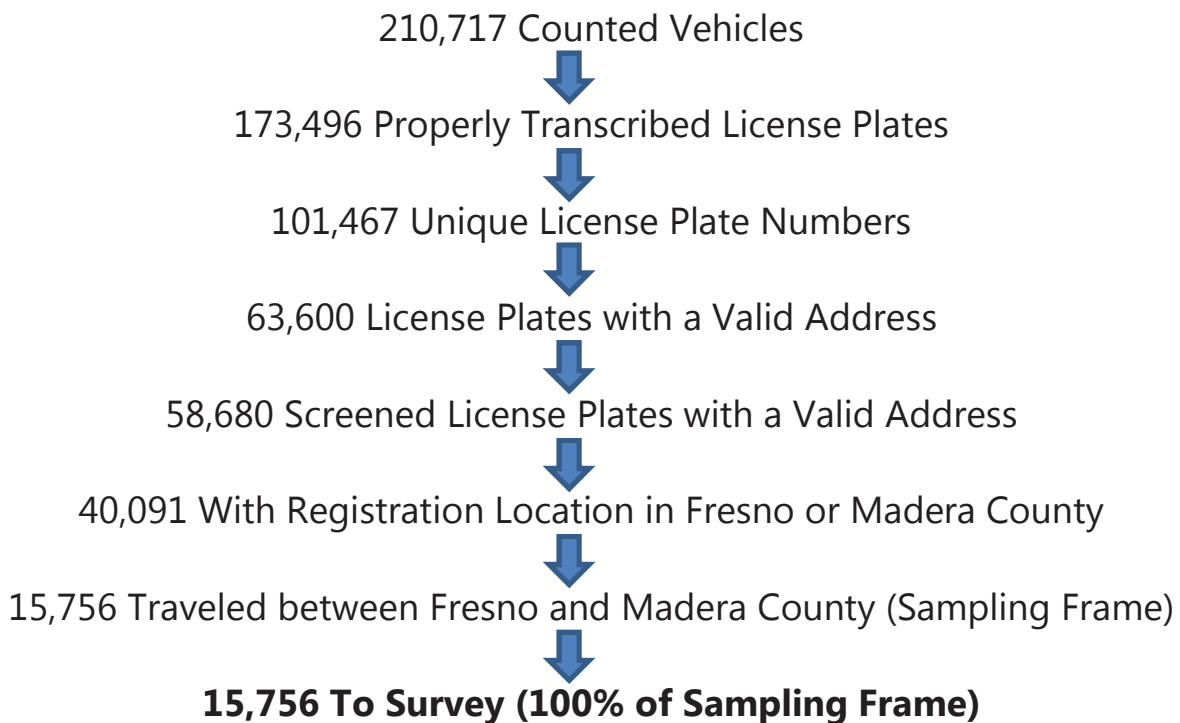 210,717 Counted Vehicles
173,496 Properly Transcribed License Plates
101,467 Unique License Plate Numbers
63,600 License Plates with a Valid Address
58,680 Screened License Plates with a Valid Address
40,091 With Registration Location in Fresno or Madera County
15,756 Traveled between Fresno and Madera County (Sampling Frame)
15,756 To Survey (100% of Sampling Frame)